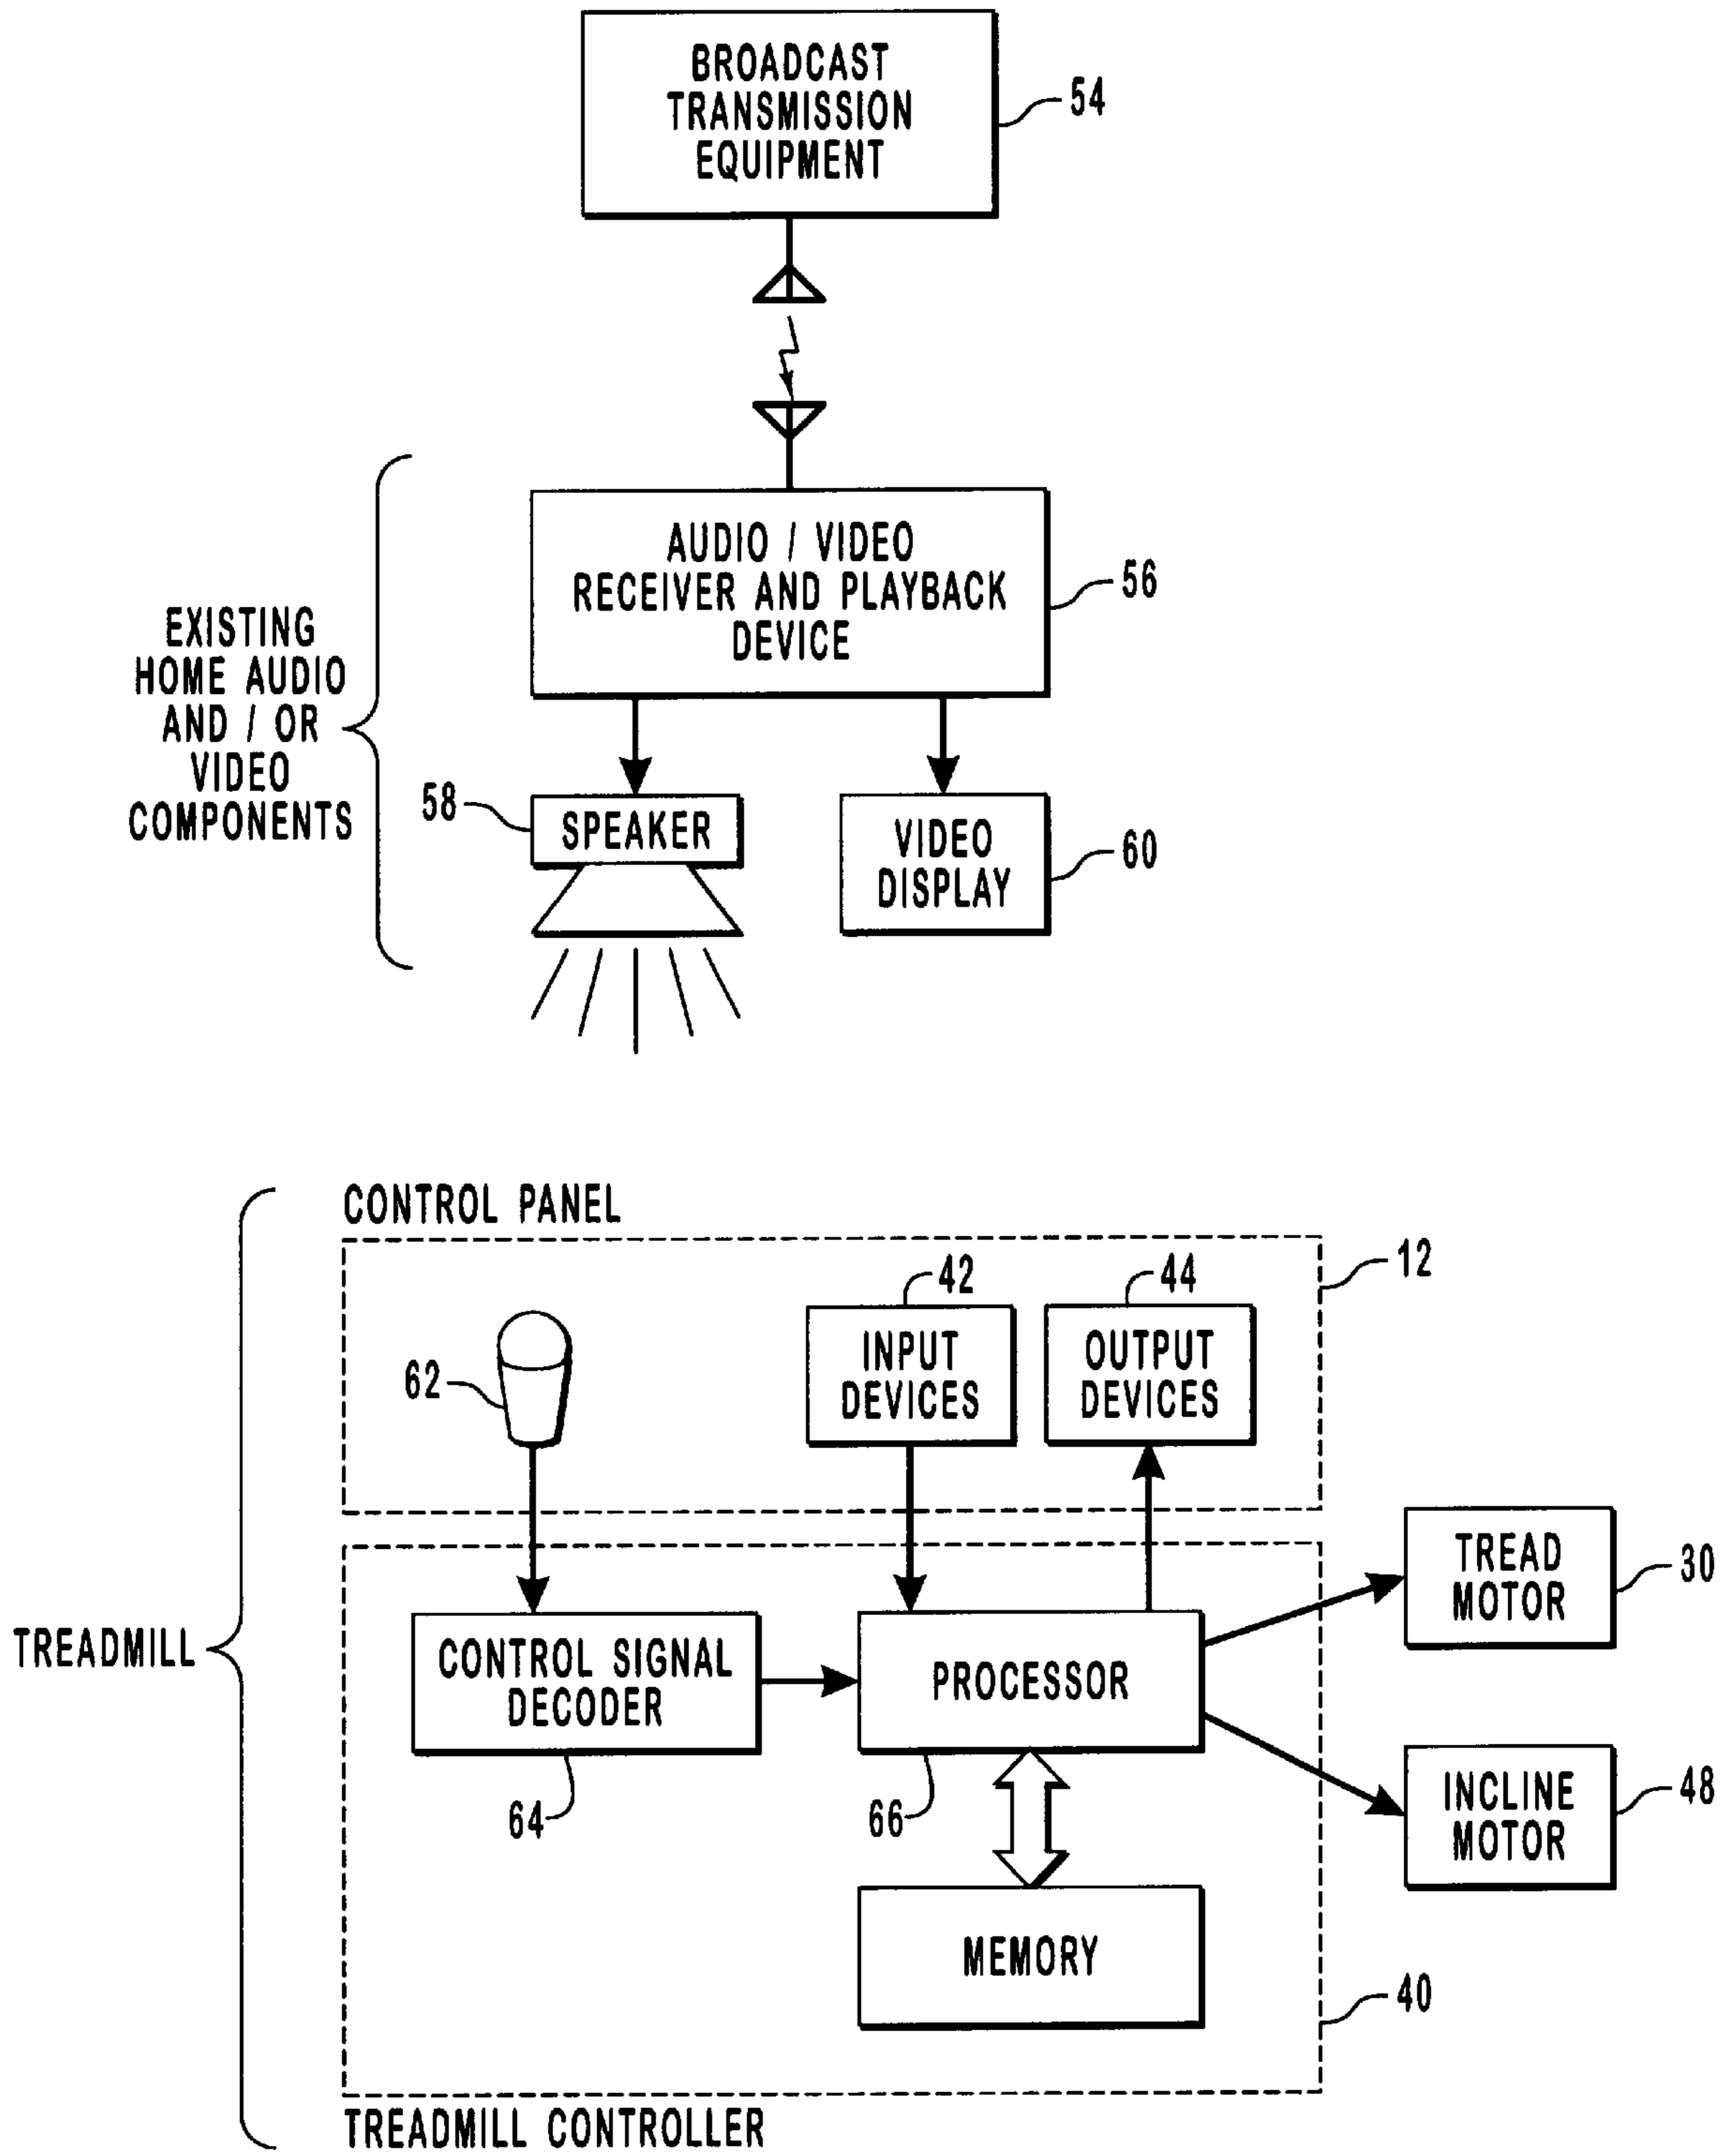 BROADCAST
TRANSMISSION
EQUIPMENT
54
AUDIO / VIDEO
RECEIVER AND PLAYBACK
DEVICE
56
EXISTING
HOME AUDIO
AND / OR
VIDEO
COMPONENTS
58
SPEAKER
VIDEO
DISPLAY
60
CONTROL PANEL
12
42
44
INPUT
DEVICES
OUTPUT
DEVICES
62
TREADMILL
CONTROL SIGNAL
DECODER
64
PROCESSOR
66
TREAD
MOTOR
30
INCLINE
MOTOR
48
MEMORY
40
TREADMILL CONTROLLER